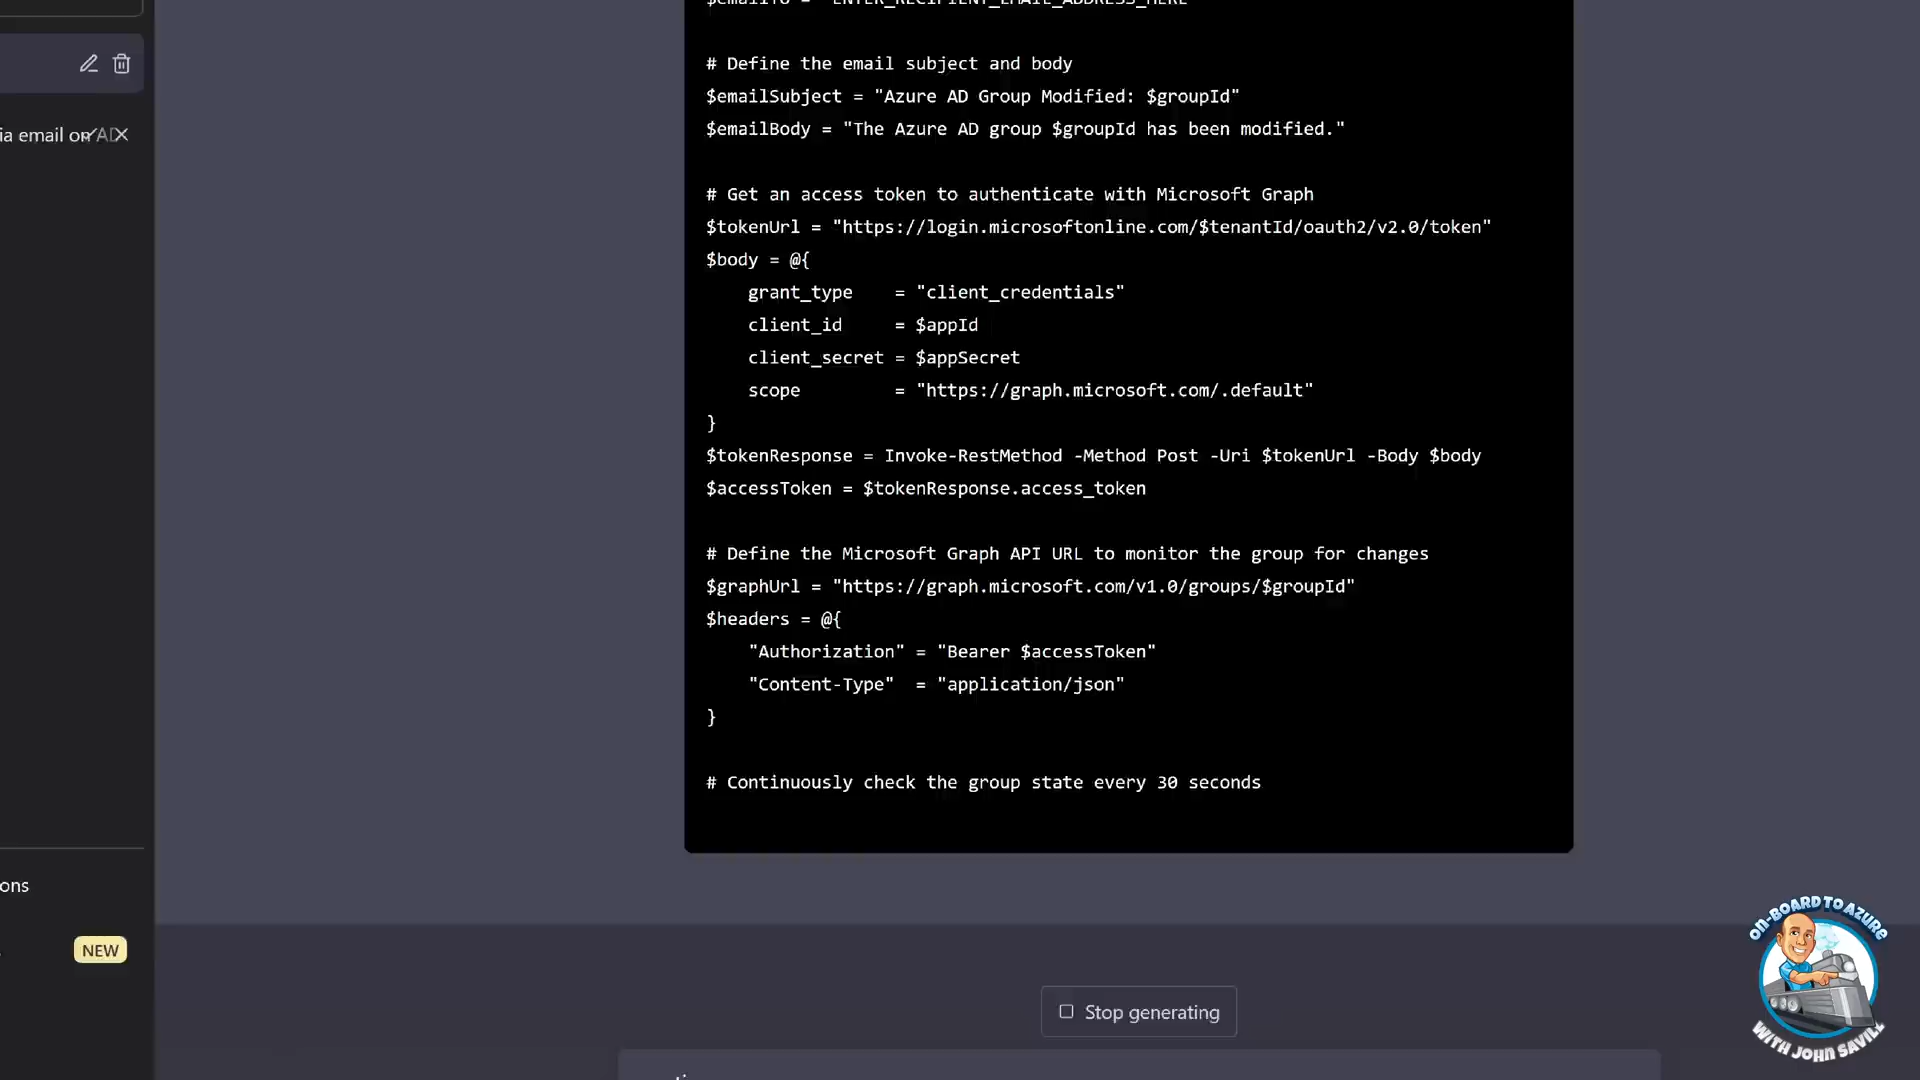 $emailTo = "ENTER_RECIPIENT_EMAIL_ADDRESS_HERE"
# Define the email subject and body
$emailSubject = "Azure AD Group Modified: $groupId"
$emailBody = "The Azure AD group $groupId has been modified."
# Get an access token to authenticate with Microsoft Graph
$tokenUrl = "https://login.microsoftonline.com/$tenantId/oauth2/v2.0/token"
$body = @{
grant_type = "client_credentials"
client_id = $appId
client_secret = $appSecret
scope = "https://graph.microsoft.com/.default"
}
$tokenResponse = Invoke-RestMethod -Method Post -Uri $tokenUrl -Body $body
$accessToken = $tokenResponse.access_token
# Define the Microsoft Graph API URL to monitor the group for changes
$graphUrl = "https://graph.microsoft.com/v1.0/groups/$groupId"
$headers = @{
"Authorization" = "Bearer $accessToken"
"Content-Type" = "application/json"
}
# Continuously check the group state every 30 seconds
ia email on AD
ons
NEW
Stop generating
ON-BOARD TO AZURE
WITH JOHN SAVILL